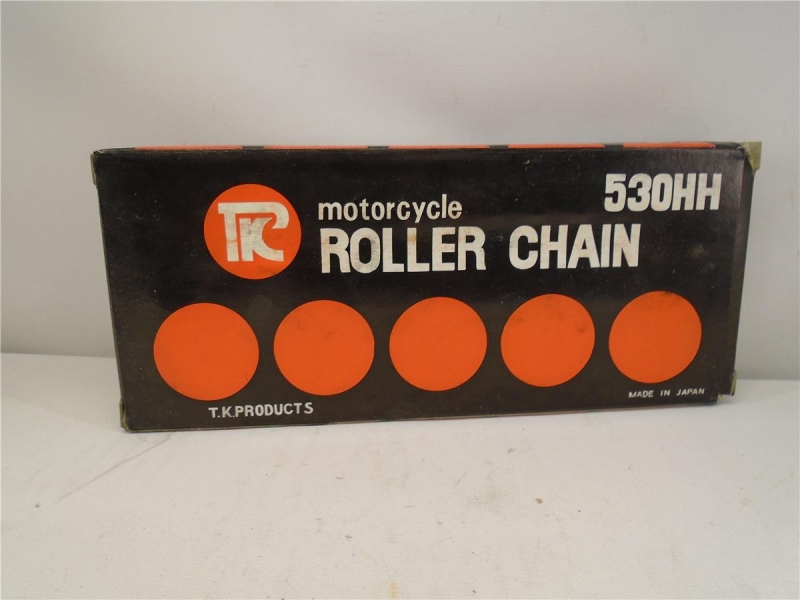 TK
motorcycle
530HH
ROLLER CHAIN
T.K.PRODUCTS
MADE IN JAPAN